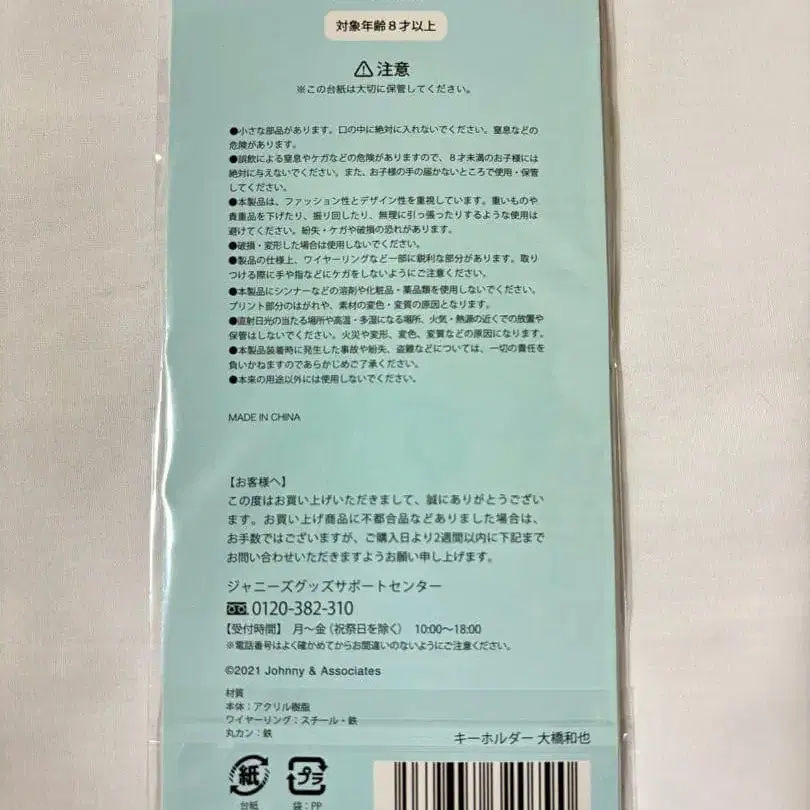 対象年齢8才以上
注意
※この台紙は大切に保管してください。
●小さな部品があります。口の中に絶対に入れないでください。窒息などの
危険があります。
●誤飲による窒息やケガなどの危険がありますので、8才未満のお子様には
絶対に与えないでください。また、お子様の手の届かないところで使用・保管
してください。
●本製品は、ファッション性とデザイン性を重視しています。重いものや
貴重品を下げたり、振り回したり、無理に引っ張ったりするような使用は
避けてください。紛失・ケガや破損の恐れがあります。
●破損・変形した場合は使用しないでください。
●製品の仕様上、ワイヤーリングなど一部に鋭利な部分があります。取り
つける際に手や指などにケガをしないようにご注意ください。
●本製品にシンナーなどの溶剤や化粧品・薬品類を使用しないでください。
プリント部分のはがれや、素材の変色・変質の原因となります。
●直射日光の当たる場所や高温・多湿になる場所、火気・熱源の近くでの放置や
保管はしないでください。火災や変形、変色、変質などの原因になります。
●本製品装着時に発生した事故や紛失、盗難などについては、一切の責任を
負いかねますのであらかじめご了承ください。
●本来の用途以外には使用しないでください。
MADE IN CHINA
【お客様へ】
この度はお買い上げいただきまして、誠にありがとうござい
ます。お買い上げ商品に不都合品などありました場合は、
お手数ではございますが、ご購入日より2週間以内に下記まで
お問い合わせいただきますようお願い申し上げます。
ジャニーズグッズサポートセンター
0120-382-310
【受付時間】 月〜金（祝祭日を除く） 10:00〜18:00
※電話番号はよく確かめてからお間違いのないようにご注意ください。
©2021 Johnny & Associates
材質
本体：アクリル樹脂
ワイヤーリング：スチール・鉄
丸カン：鉄
キーホルダー 大橋和也
紙 プラ
台紙 袋：PP